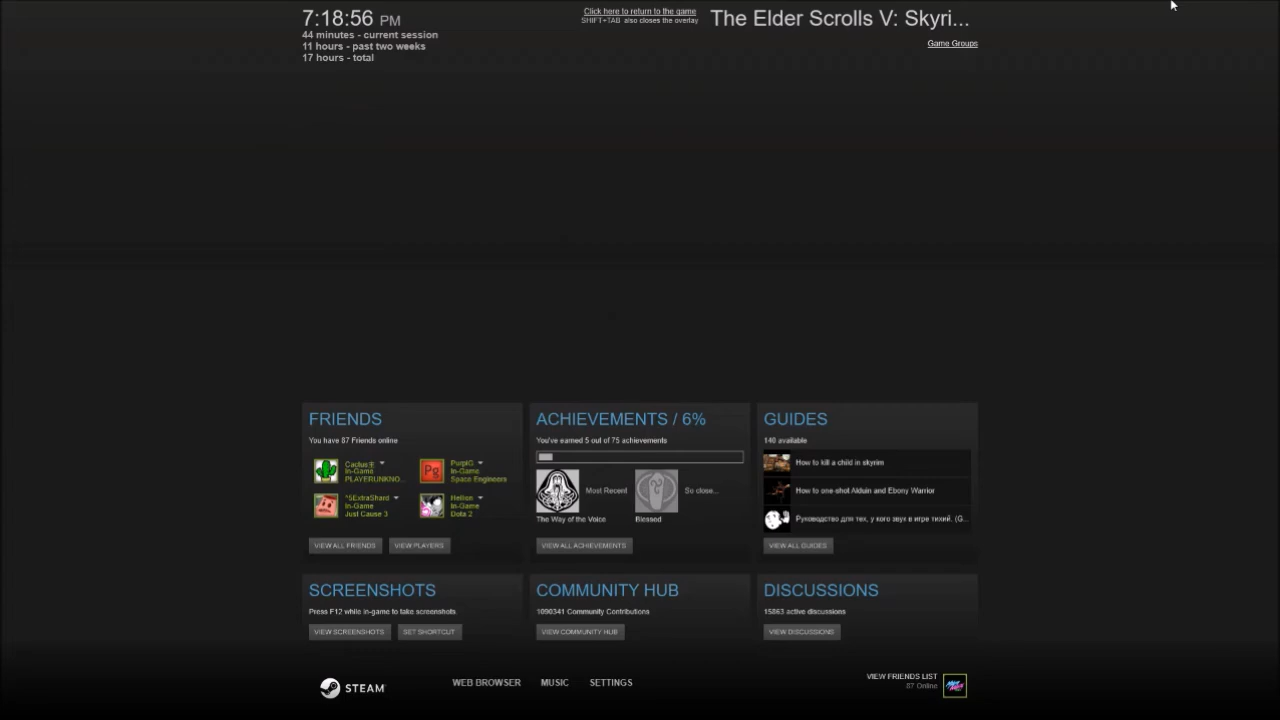 7:18:56 PM
44 minutes - current session
11 hours - past two weeks
17 hours - total
Click here to return to the game
SHIFT+TAB also closes the overlay
The Elder Scrolls V: Skyri...
Game Groups
FRIENDS
You have 87 Friends online
Cactus
In-Game
PLAYERUNKNO...
PurplG
In-Game
Space Engineers
^5ExtraShard
In-Game
Just Cause 3
Hellion
In-Game
Dota 2
VIEW ALL FRIENDS
VIEW PLAYERS
ACHIEVEMENTS / 6%
You've earned 5 out of 75 achievements
Most Recent
So close...
The Way of the Voice
Blessed
VIEW ALL ACHIEVEMENTS
GUIDES
140 available
How to kill a child in skyrim
How to one-shot Alduin and Ebony Warrior
Руководство для тех, у кого звук в игре тихий. (G...
VIEW ALL GUIDES
SCREENSHOTS
Press F12 while in-game to take screenshots.
VIEW SCREENSHOTS
SET SHORTCUT
COMMUNITY HUB
1090341 Community Contributions
VIEW COMMUNITY HUB
DISCUSSIONS
15863 active discussions
VIEW DISCUSSIONS
STEAM
WEB BROWSER
MUSIC
SETTINGS
VIEW FRIENDS LIST
87 Online
Pg